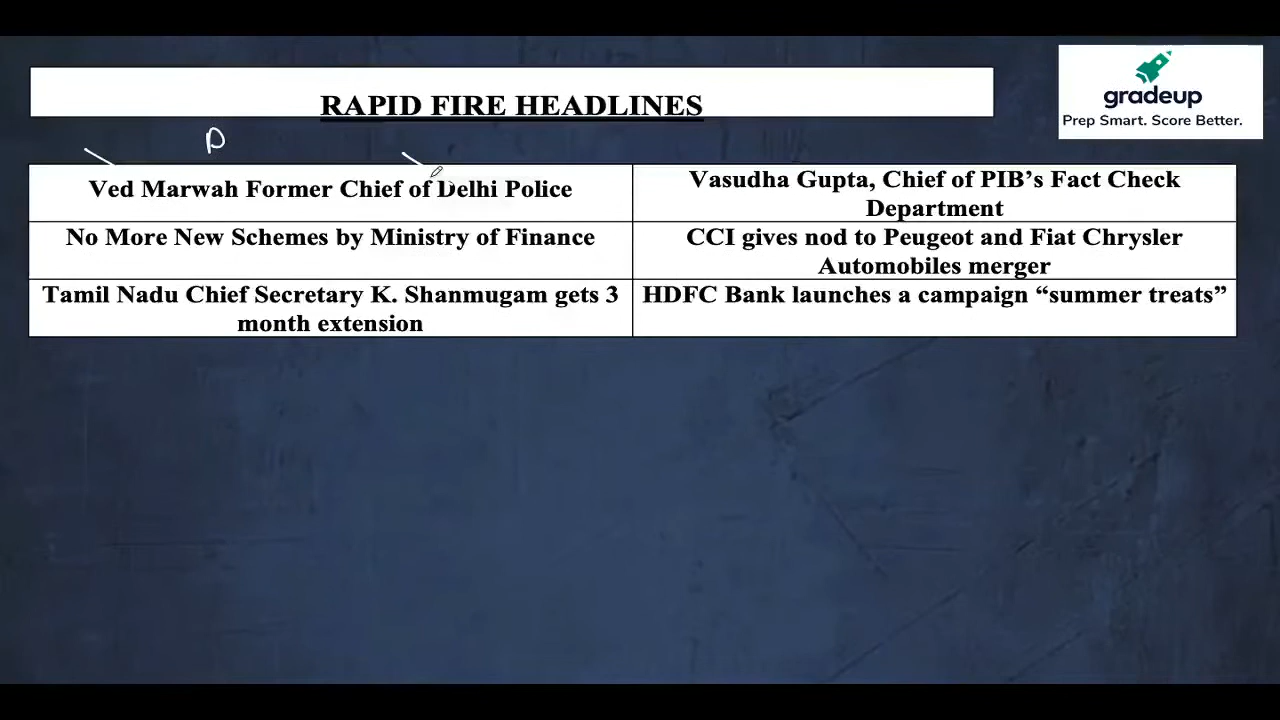 RAPID FIRE HEADLINES
gradeup
Prep Smart. Score Better.
P
Ved Marwah Former Chief of Delhi Police
Vasudha Gupta, Chief of PIB’s Fact Check
Department
No More New Schemes by Ministry of Finance
CCI gives nod to Peugeot and Fiat Chrysler
Automobiles merger
Tamil Nadu Chief Secretary K. Shanmugam gets 3
month extension
HDFC Bank launches a campaign “summer treats”